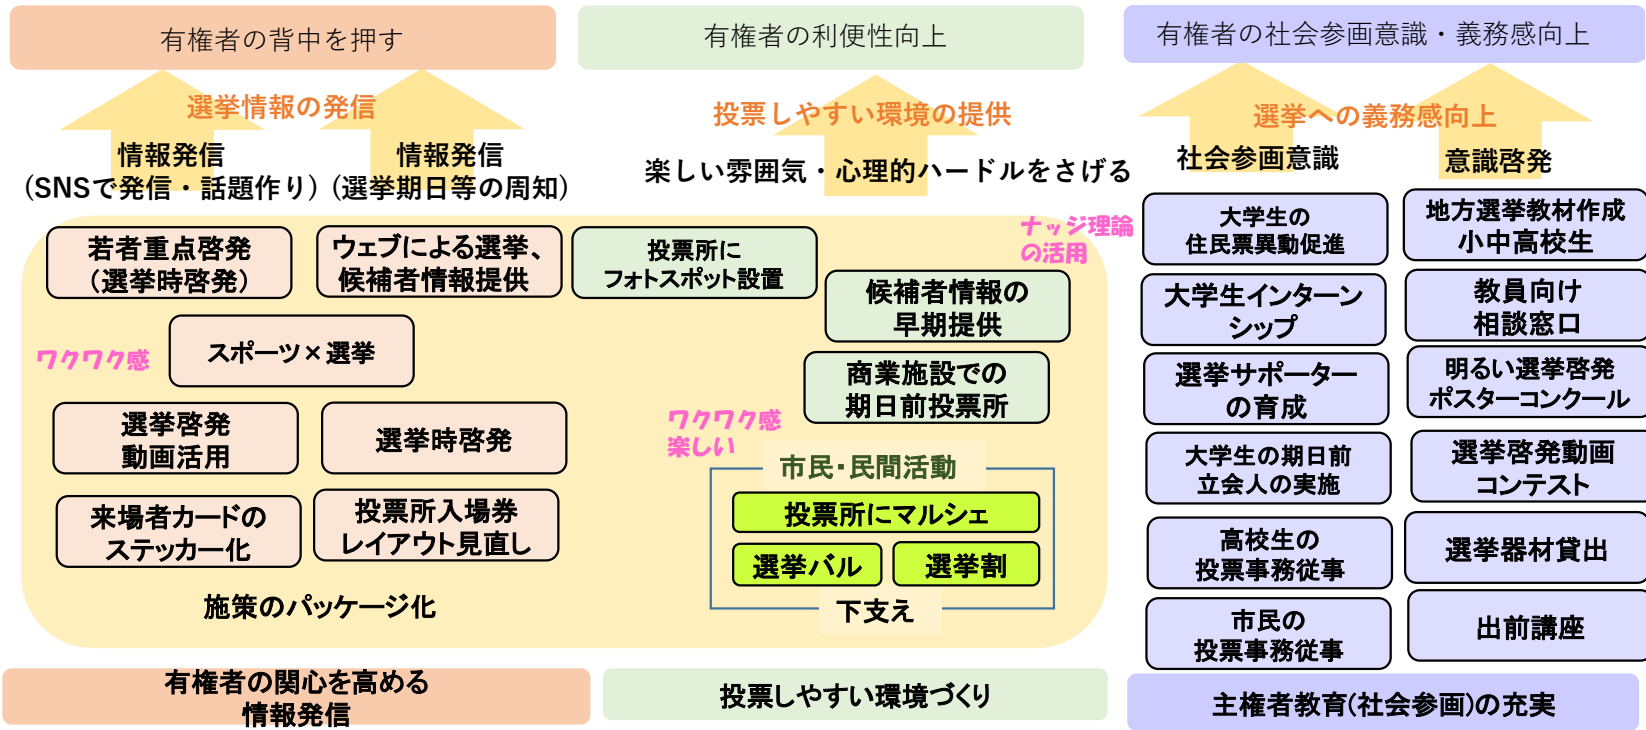 有権者の背中を押す
選挙情報の発信
情報発信
(SNSで発信・話題作り)
情報発信
(選挙期日等の周知)
有権者の利便性向上
投票しやすい環境の提供
楽しい雰囲気・心理的ハードルをさげる
有権者の社会参画意識・義務感向上
選挙への義務感向上
社会参画意識
意識啓発
若者重点啓発
(選挙時啓発)
ウェブによる選挙、
候補者情報提供
ワクワク感
スポーツ×選挙
選挙啓発
動画活用
選挙時啓発
来場者カードの
ステッカー化
投票所入場券
レイアウト見直し
施策のパッケージ化
投票所に
フォトスポット設置
ナッジ理論
の活用
候補者情報の
早期提供
商業施設での
期日前投票所
ワクワク感
楽しい
市民・民間活動
投票所にマルシェ
選挙バル
選挙割
下支え
大学生の
住民票異動促進
大学生インターン
シップ
選挙サポーター
の育成
大学生の期日前
立会人の実施
高校生の
投票事務従事
市民の
投票事務従事
地方選挙教材作成
小中高校生
教員向け
相談窓口
明るい選挙啓発
ポスターコンクール
選挙啓発動画
コンテスト
選挙器材貸出
出前講座
有権者の関心を高める
情報発信
投票しやすい環境づくり
主権者教育(社会参画)の充実